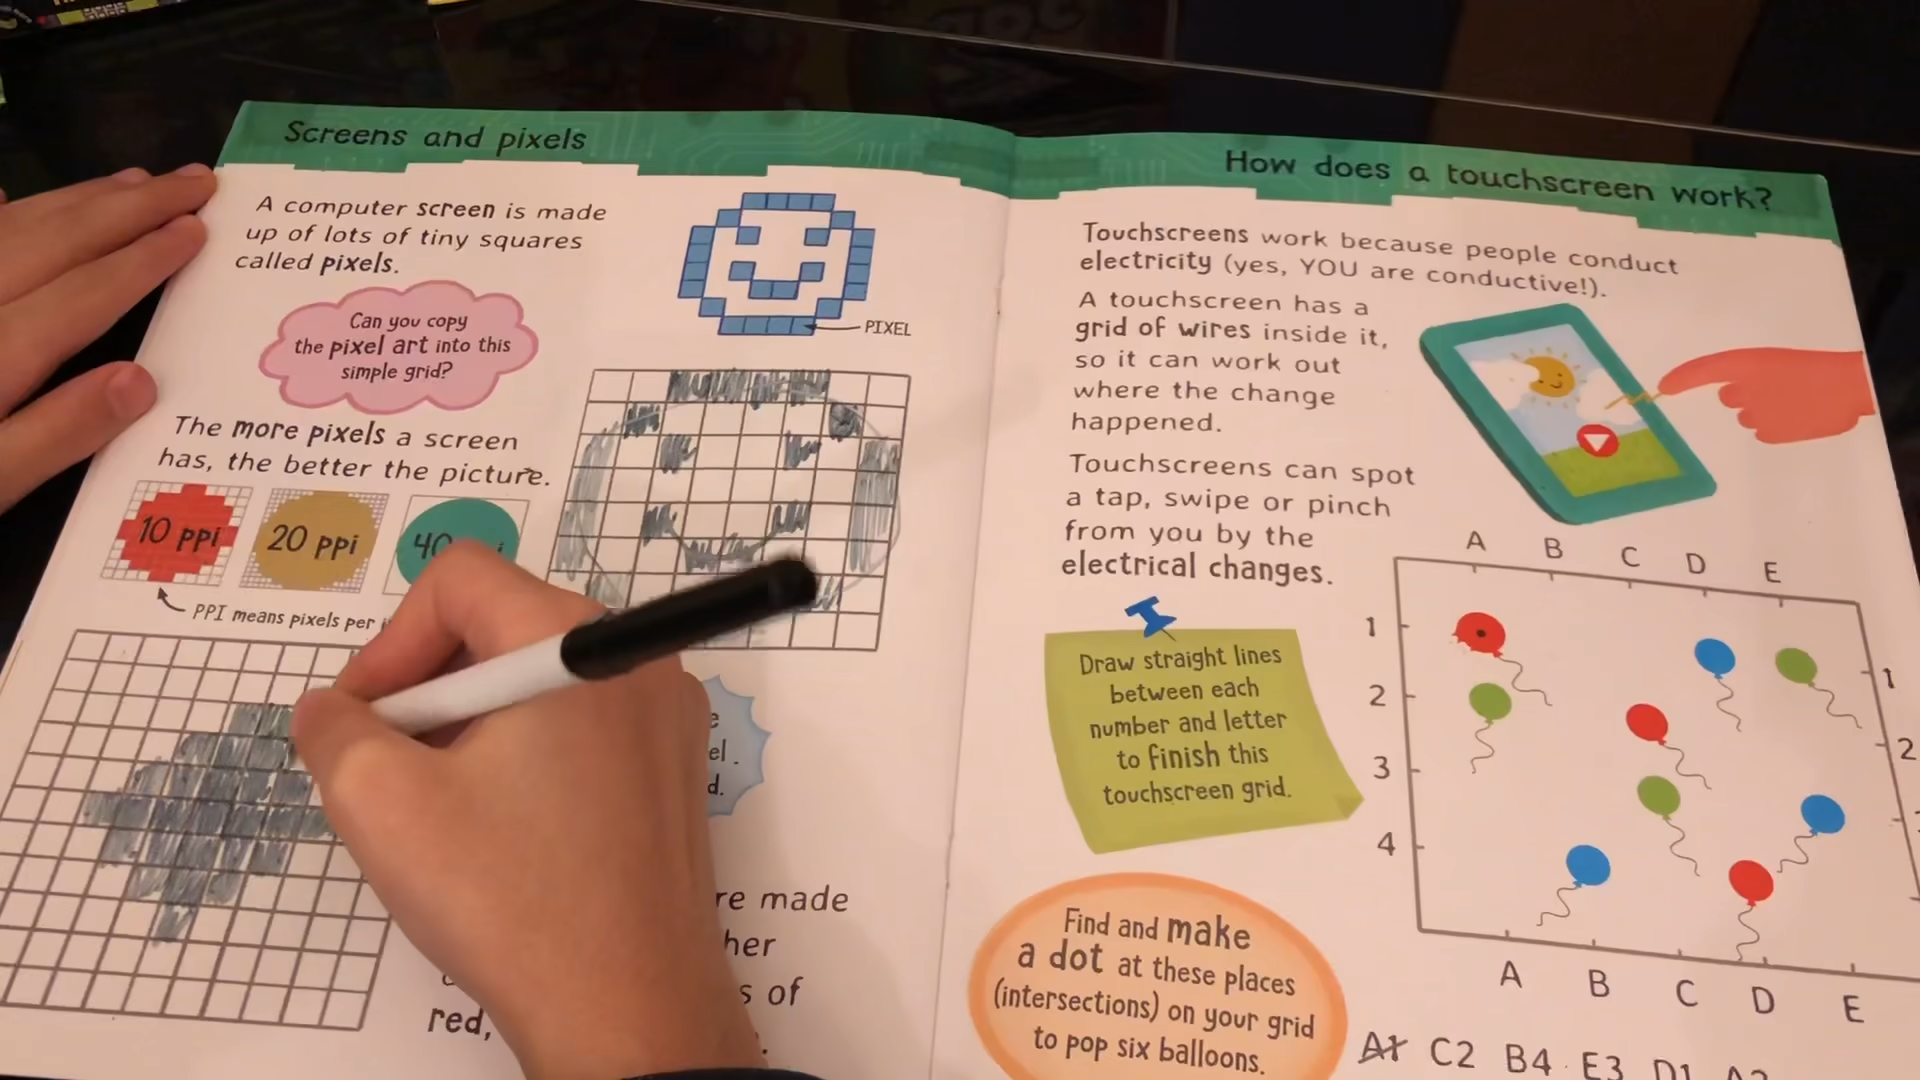 Screens and pixels
A computer screen is made
up of lots of tiny squares
called pixels.
PIXEL
Can you copy
the pixel art into this
simple grid?
The more pixels a screen
has, the better the picture.
10 ppi
20 ppi
PPI means pixels per
el.
d.
made
of
red,
How does a touchscreen work?
Touchscreens work because people conduct
electricity (yes, YOU are conductive!).
A touchscreen has a
grid of wires inside it,
so it can work out
where the change
happened.
Touchscreens can spot
a tap, swipe or pinch
from you by the
electrical changes.
Draw straight lines
between each
number and letter
to finish this
touchscreen grid.
A B C D E
1 1
2 2
3
4
A B C D E
Find and make
a dot at these places
(intersections) on your grid
to pop six balloons.
A1 C2 B4 E3 D1 A2